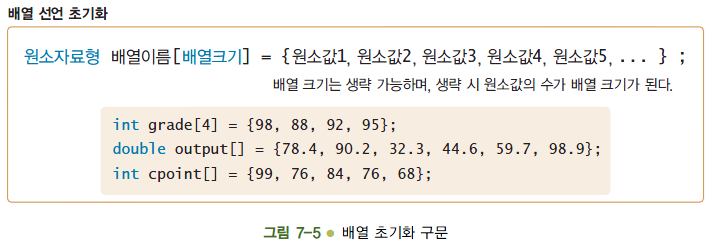 배열 선언 초기화
원소자료형 배열이름[배열크기] = {원소값1, 원소값2, 원소값3, 원소값4, 원소값5, ... } ;
배열 크기는 생략 가능하며, 생략 시 원소값의 수가 배열 크기가 된다.
int grade[4] = {98, 88, 92, 95};
double output[] = {78.4, 90.2, 32.3, 44.6, 59.7, 98.9};
int cpoint[] = {99, 76, 84, 76, 68};
그림 7-5 ● 배열 초기화 구문